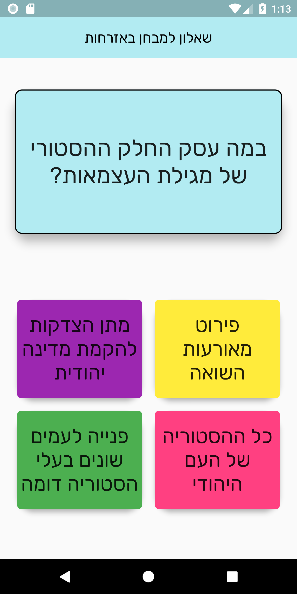 1:13
שאלון למבחן באזרחות
במה עסק החלק ההסטורי
של מגילת העצמאות?
פירוט
מאורעות
השואה
מתן הצדקות
להקמת מדינה
יהודית
כל ההסטוריה
של העם
היהודי
פנייה לעמים
שונים בעלי
הסטוריה דומה